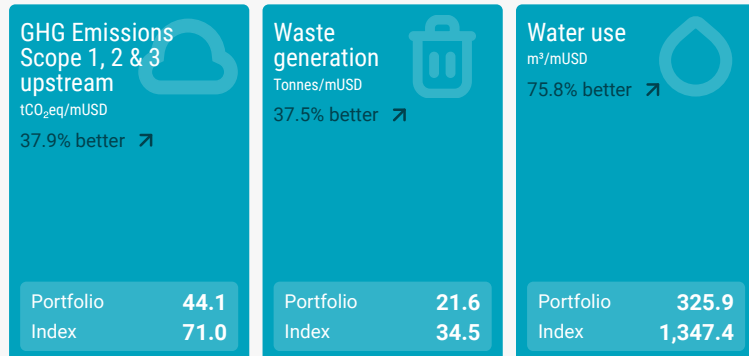 GHG Emissions
Scope 1, 2 & 3
upstream
tCO₂eq/mUSD
37.9% better
Portfolio 44.1
Index 71.0
Waste
generation
Tonnes/mUSD
37.5% better
Portfolio 21.6
Index 34.5
Water use
m³/mUSD
75.8% better
Portfolio 325.9
Index 1,347.4